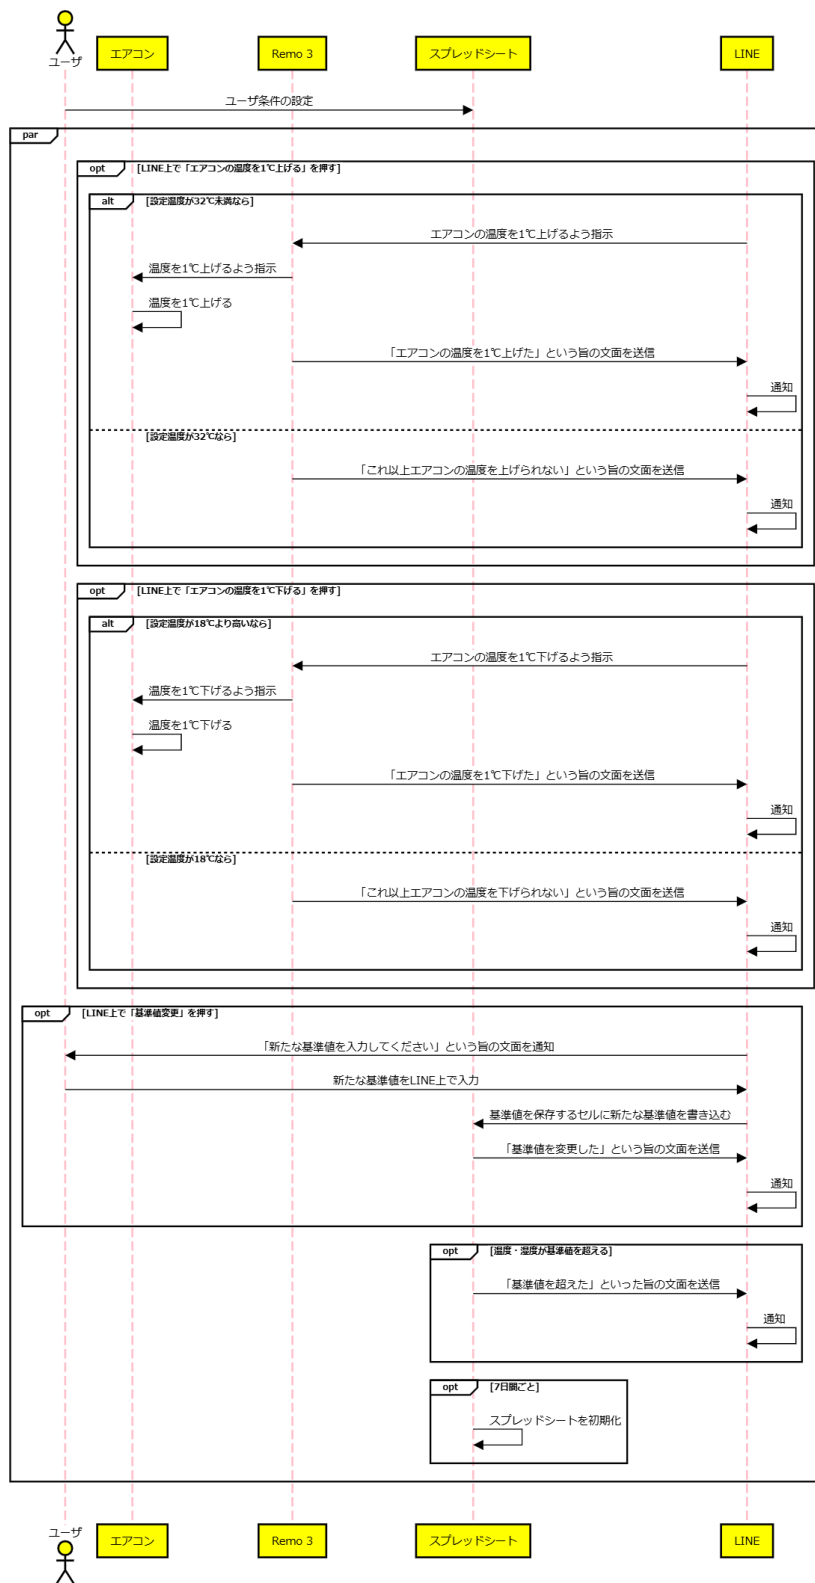 ユーザ
エアコン
Remo 3
スプレッドシート
LINE
ユーザ条件の設定
par
opt [LINE上で「エアコンの温度を1℃上げる」を押す]
alt [設定温度が32℃未満なら]
エアコンの温度を1℃上げるよう指示
温度を1℃上げるよう指示
温度を1℃上げる
「エアコンの温度を1℃上げた」という旨の文面を送信
通知
[設定温度が32℃なら]
「これ以上エアコンの温度を上げられない」という旨の文面を送信
通知
opt [LINE上で「エアコンの温度を1℃下げる」を押す]
alt [設定温度が18℃より高いなら]
エアコンの温度を1℃下げるよう指示
温度を1℃下げるよう指示
温度を1℃下げる
「エアコンの温度を1℃下げた」という旨の文面を送信
通知
[設定温度が18℃なら]
「これ以上エアコンの温度を下げられない」という旨の文面を送信
通知
opt [LINE上で「基準値変更」を押す]
「新たな基準値を入力してください」という旨の文面を通知
新たな基準値をLINE上で入力
基準値を保存するセルに新たな基準値を書き込む
「基準値を変更した」という旨の文面を送信
通知
opt [温度・湿度が基準値を超える]
「基準値を超えた」といった旨の文面を送信
通知
opt [7日間ごと]
スプレッドシートを初期化
ユーザ
エアコン
Remo 3
スプレッドシート
LINE